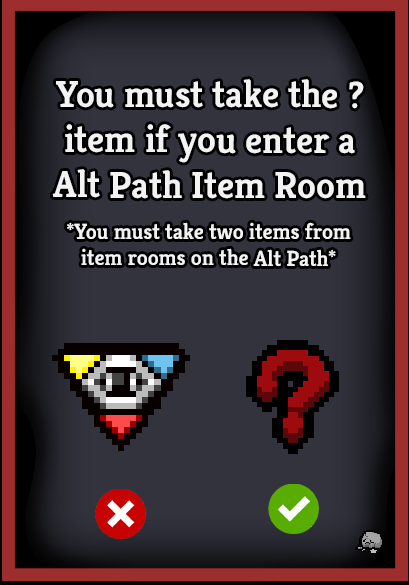 You must take the ?
item if you enter a
Alt Path Item Room
*You must take two items from
item rooms on the Alt Path*